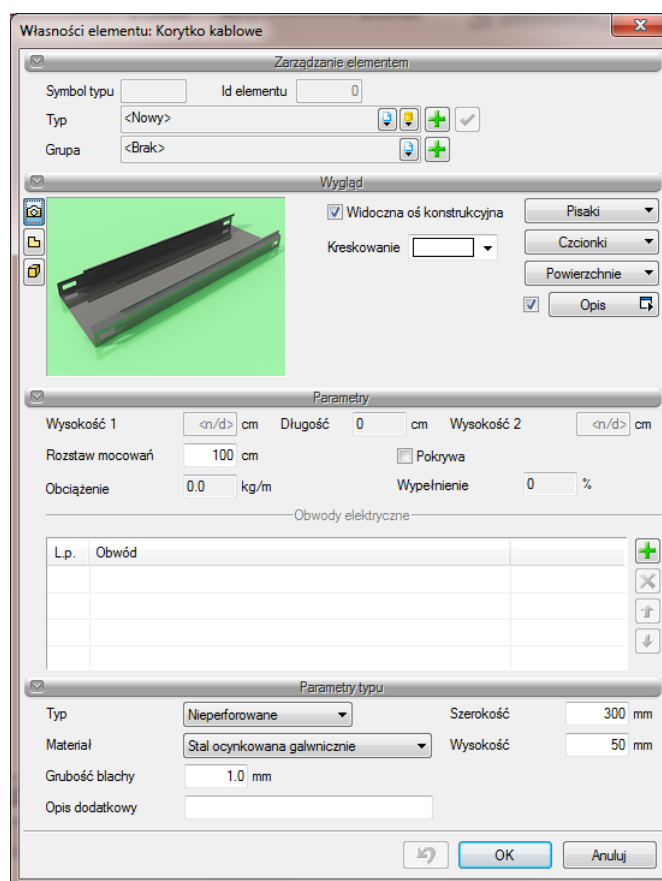 Własności elementu: Korytko kablowe
Zarządzanie elementem
Symbol typu Id elementu 0
Typ <Nowy>
Grupa <Brak>
Wygląd
Widoczna oś konstrukcyjna Pisaki
Kreskowanie Czcionki
Powierzchnie
Opis
Parametry
Wysokość 1 <n/d> cm Długość 0 cm Wysokość 2 <n/d> cm
Rozstaw mocowań 100 cm Pokrywa
Obciążenie 0.0 kg/m Wypełnienie 0 %
Obwody elektryczne
L.p. Obwód
Parametry typu
Typ Nieperforowane Szerokość 300 mm
Materiał Stal ocynkowana galwnicznie Wysokość 50 mm
Grubość blachy 1.0 mm
Opis dodatkowy
OK Anuluj